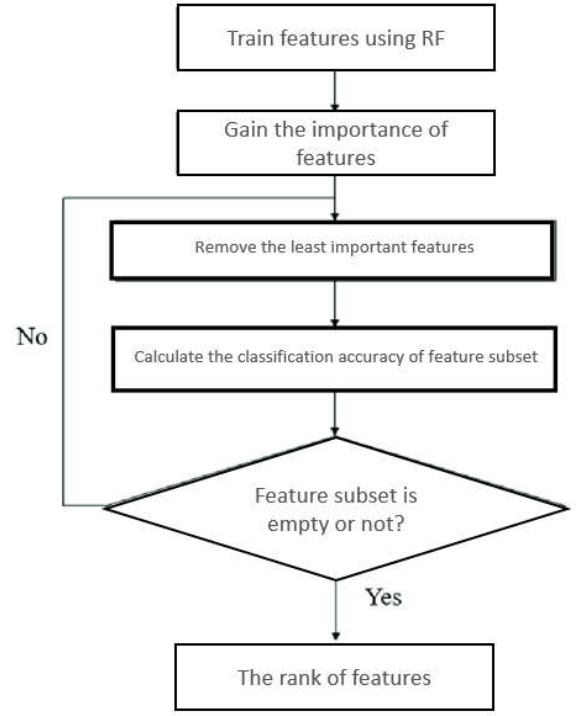 Train features using RF
Gain the importance of
features
Remove the least important features
No
Calculate the classification accuracy of feature subset
Feature subset is
empty or not?
Yes
The rank of features